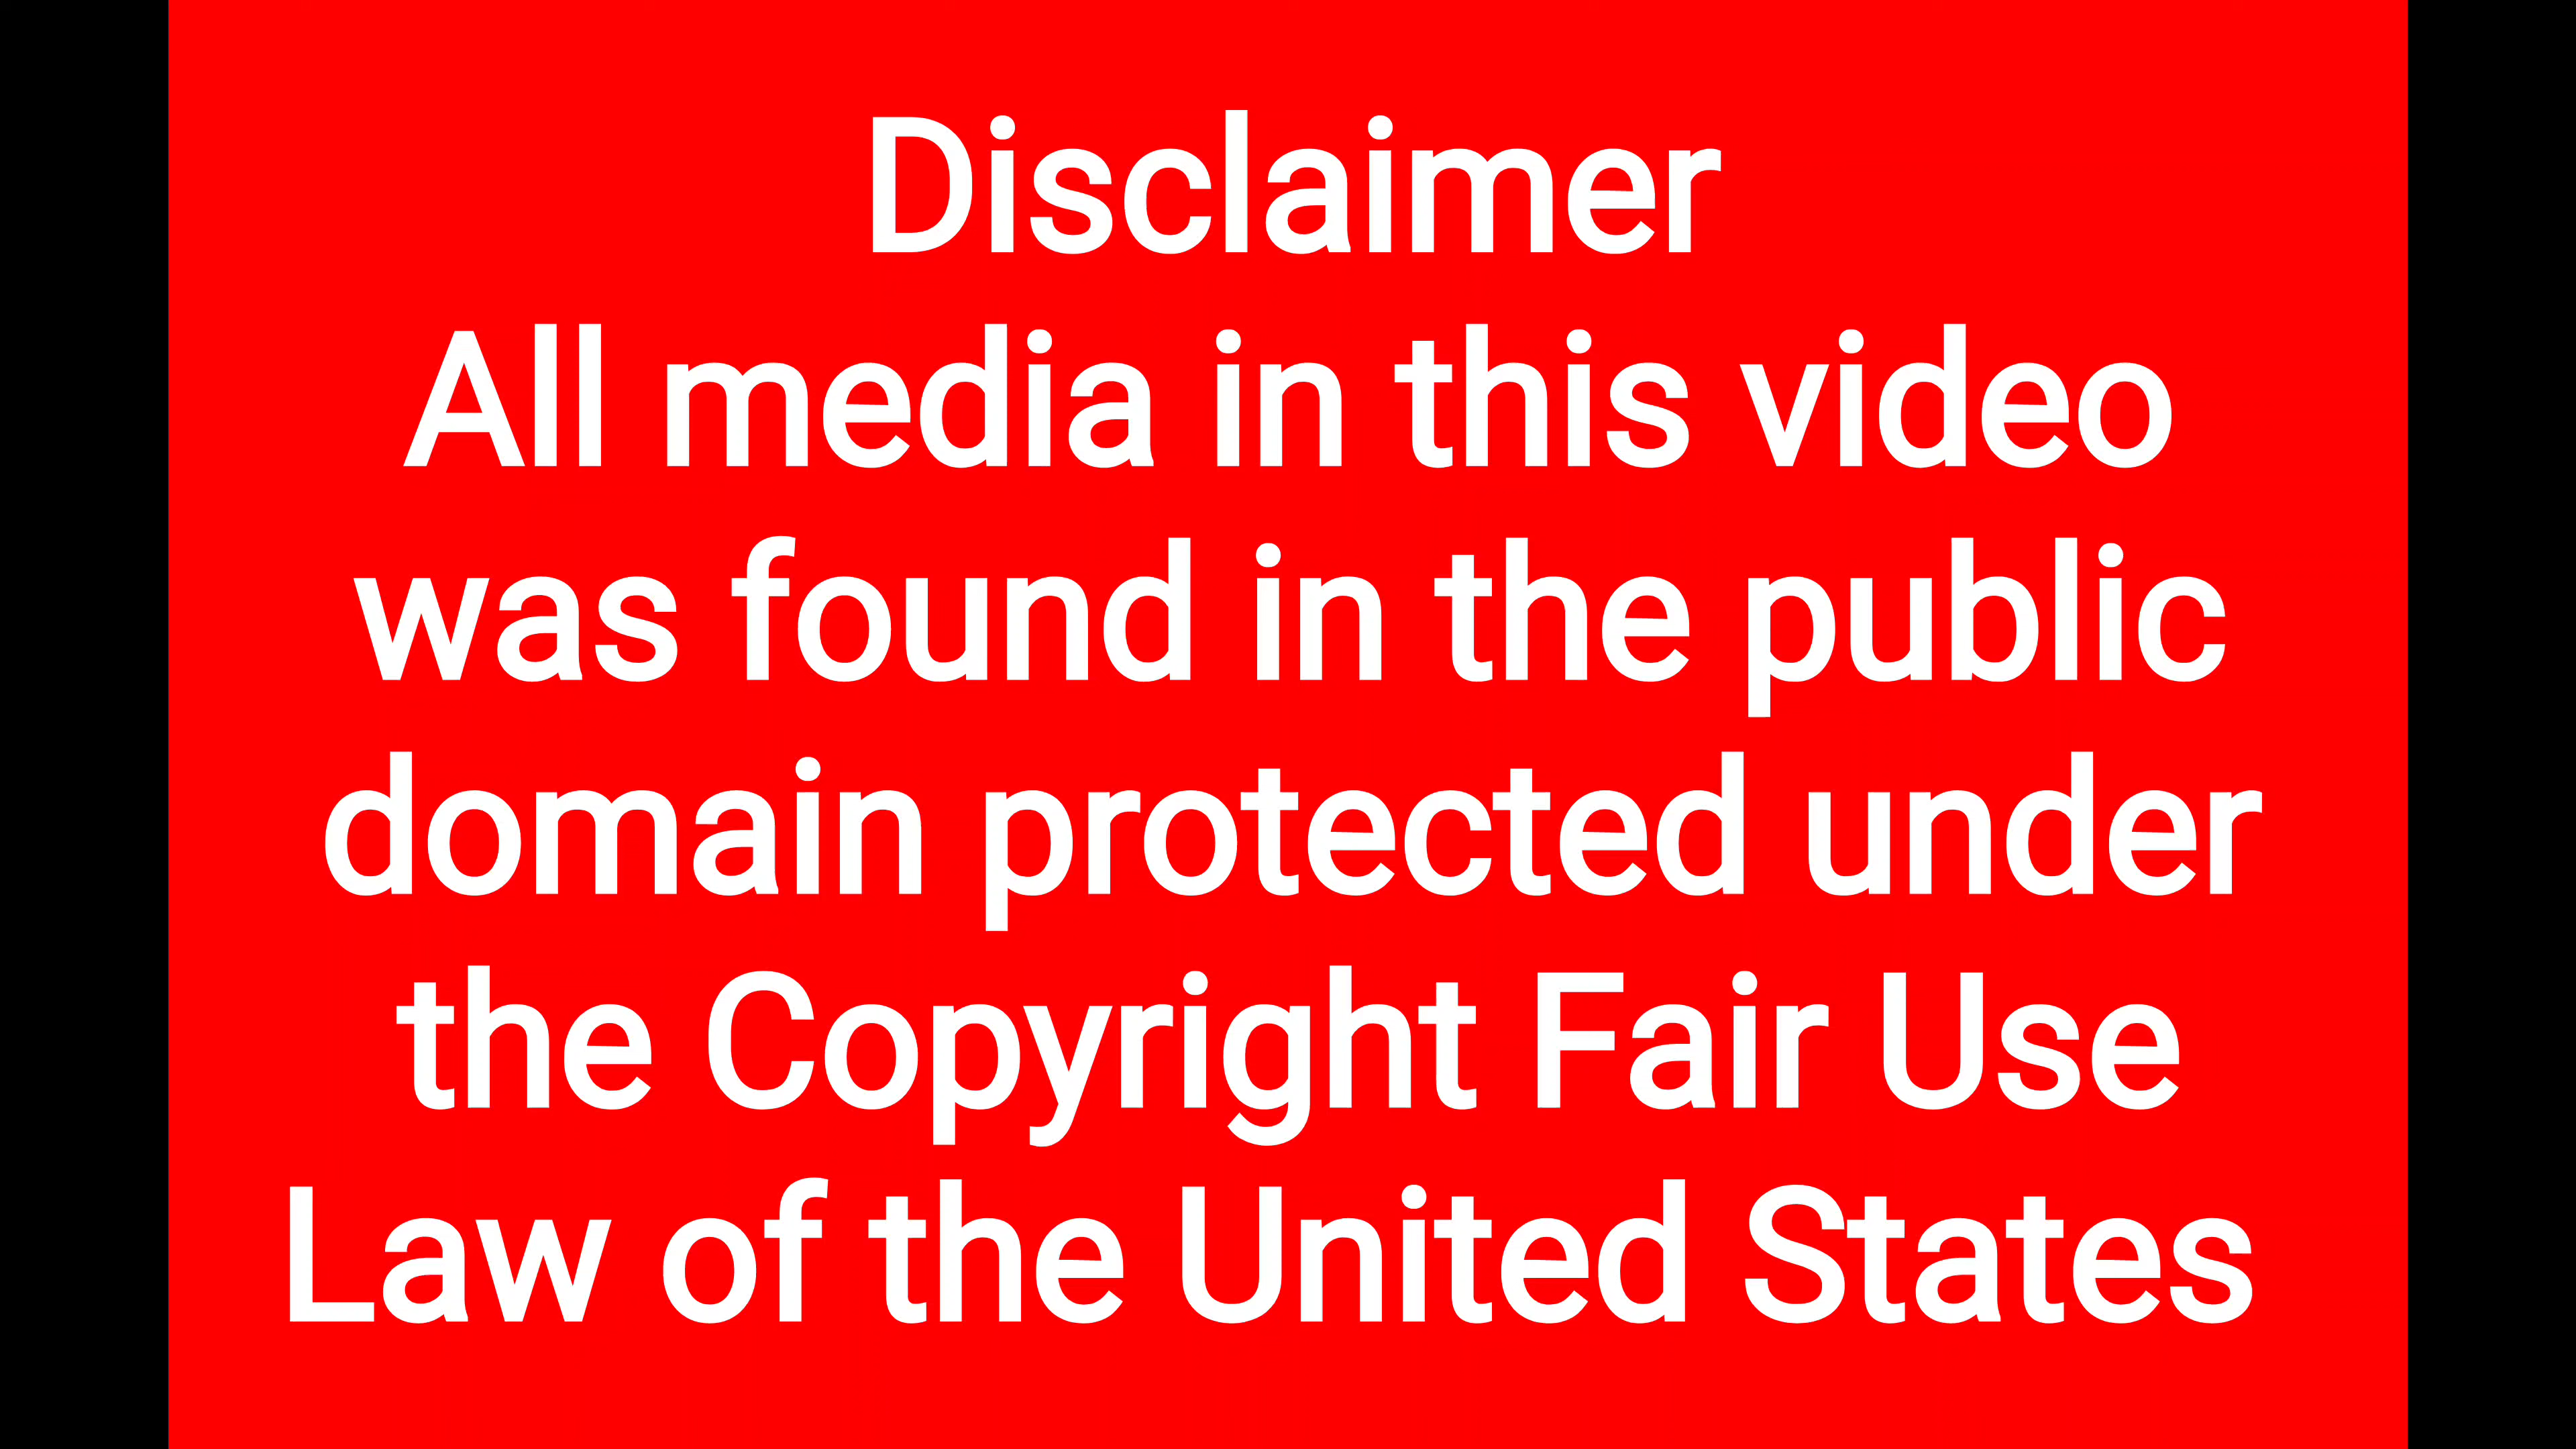 Disclaimer
All media in this video
was found in the public
domain protected under
the Copyright Fair Use
Law of the United States